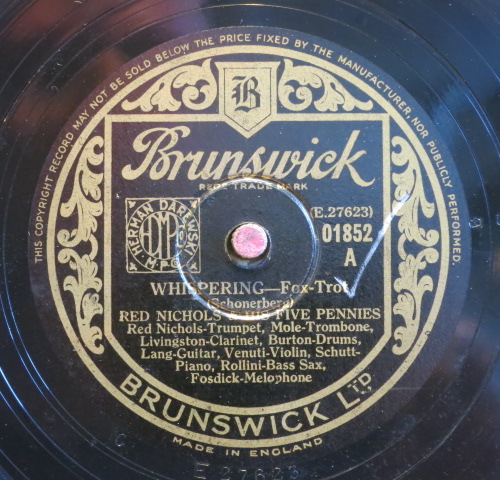 THIS COPYRIGHT RECORD MAY NOT BE SOLD BELOW THE PRICE FIXED BY THE MANUFACTURER, NOR PUBLICLY PERFORMED.
B
Brunswick
REGD TRADE MARK
HERMAN DAREWSKI
M.P.C.
(E.27623)
01852
A
WHISPERING—Fox-Trot
(Schonerberg)
RED NICHOLS HIS FIVE PENNIES
Red Nichols-Trumpet, Mole-Trombone,
Livingston-Clarinet, Burton-Drums,
Lang-Guitar, Venuti-Violin, Schutt-
Piano, Rollini-Bass Sax,
Fosdick-Melophone
BRUNSWICK LTD
MADE IN ENGLAND
E 27623